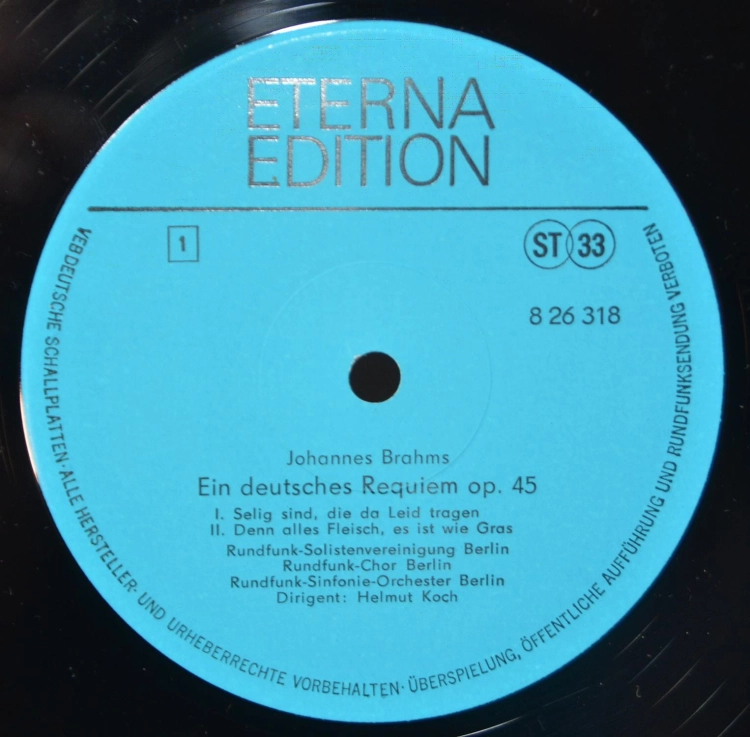 ETERNA
EDITION
1
ST 33
8 26 318
Johannes Brahms
Ein deutsches Requiem op. 45
I. Selig sind, die da Leid tragen
II. Denn alles Fleisch, es ist wie Gras
Rundfunk-Solistenvereinigung Berlin
Rundfunk-Chor Berlin
Rundfunk-Sinfonie-Orchester Berlin
Dirigent: Helmut Koch
VEB DEUTSCHE SCHALLPLATTEN · ALLE HERSTELLER- UND URHEBERRECHTE VORBEHALTEN · ÜBERSPIELUNG, ÖFFENTLICHE AUFFÜHRUNG UND RUNDFUNKSENDUNG VERBOTEN